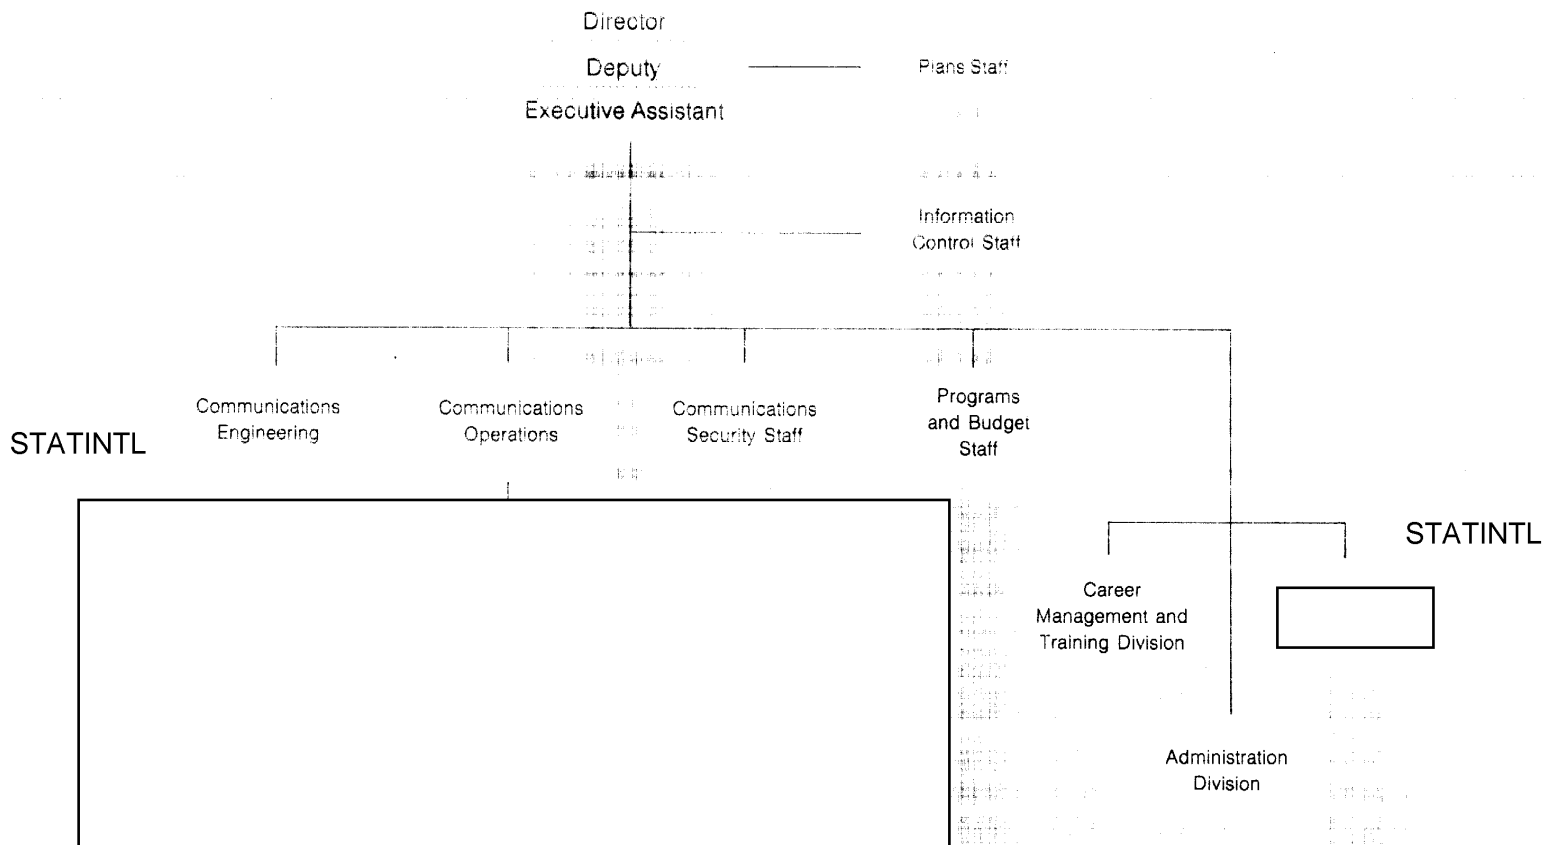 Director
Deputy
Plans Staff
Executive Assistant
Information
Control Staff
Communications
Engineering
Communications
Operations
Communications
Security Staff
Programs
and Budget
Staff
STATINTL
STATINTL
Career
Management and
Training Division
Administration
Division